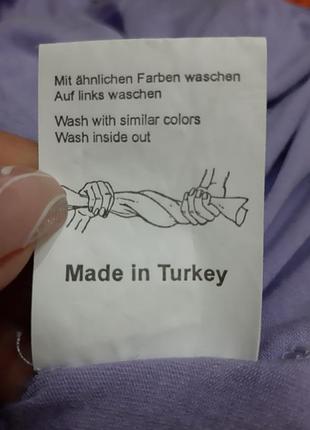 Mit ähnlichen Farben waschen
Auf links waschen
Wash with similar colors
Wash inside out
Made in Turkey